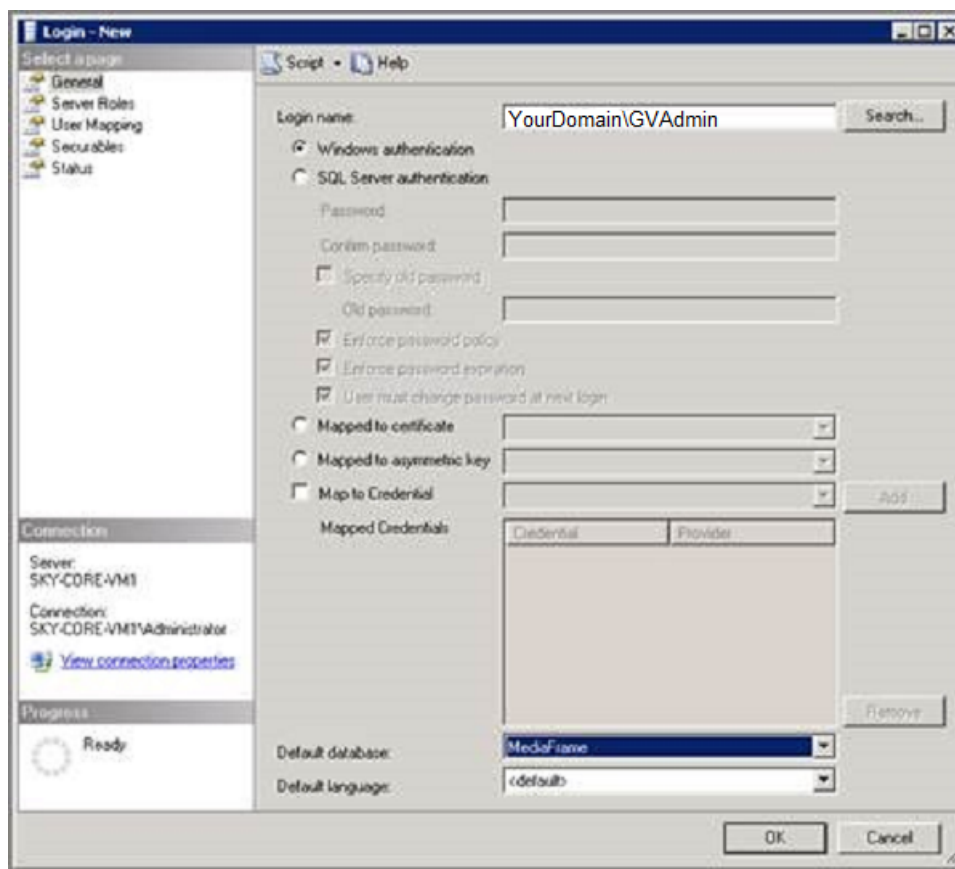 Login - New
Select a page
General
Server Roles
User Mapping
Securables
Status
Script
Help
Login name:
YourDomain\GVAdmin
Search...
Windows authentication
SQL Server authentication
Password:
Confirm password:
Specify old password
Old password:
Enforce password policy
Enforce password expiration
User must change password at next login
Mapped to certificate
Mapped to asymmetric key
Map to Credential
Add
Mapped Credentials
Credential
Provider
Remove
Default database:
MediaFrame
Default language:
<default>
Connection
Server:
SKY-CORE-VM1
Connection:
SKY-CORE-VM1\Administrator
View connection properties
Progress
Ready
OK
Cancel